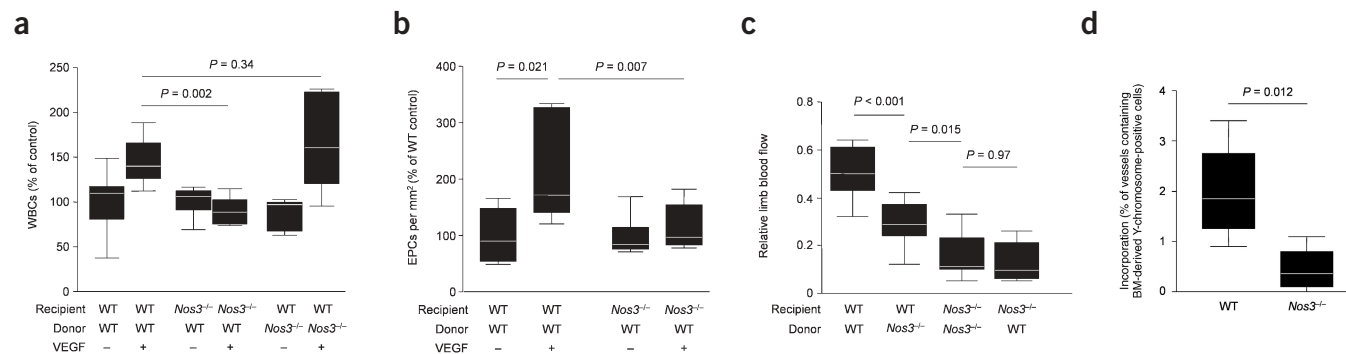 a
b
c
d
P = 0.34
P = 0.002
WBCs (% of control)
250
200
150
100
50
0
Recipient WT WT Nos3–/– Nos3–/– WT WT
Donor WT WT WT WT Nos3–/– Nos3–/–
VEGF – + – + – +
P = 0.021
P = 0.007
EPCs per mm2 (% of WT control)
400
300
200
100
0
Recipient WT WT Nos3–/– Nos3–/–
Donor WT WT WT WT
VEGF – + – +
P < 0.001
P = 0.015
P = 0.97
Relative limb blood flow
0.8
0.6
0.4
0.2
0
Recipient WT WT Nos3–/– Nos3–/–
Donor WT Nos3–/– Nos3–/– WT
P = 0.012
Incorporation (% of vessels containing
BM-derived Y-chromosome-positive cells)
4
3
2
1
0
WT Nos3–/–